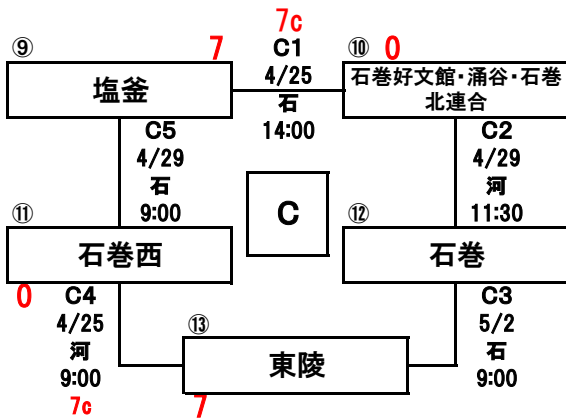 7c
⑨
7
C1
⑩
0
塩釜
4/25
石
14:00
石巻好文館・涌谷・石巻
北連合
C5
4/29
石
9:00
C2
4/29
河
11:30
C
⑪
⑫
石巻西
石巻
0
C4
4/25
河
9:00
7c
⑬
東陵
7
C3
5/2
石
9:00